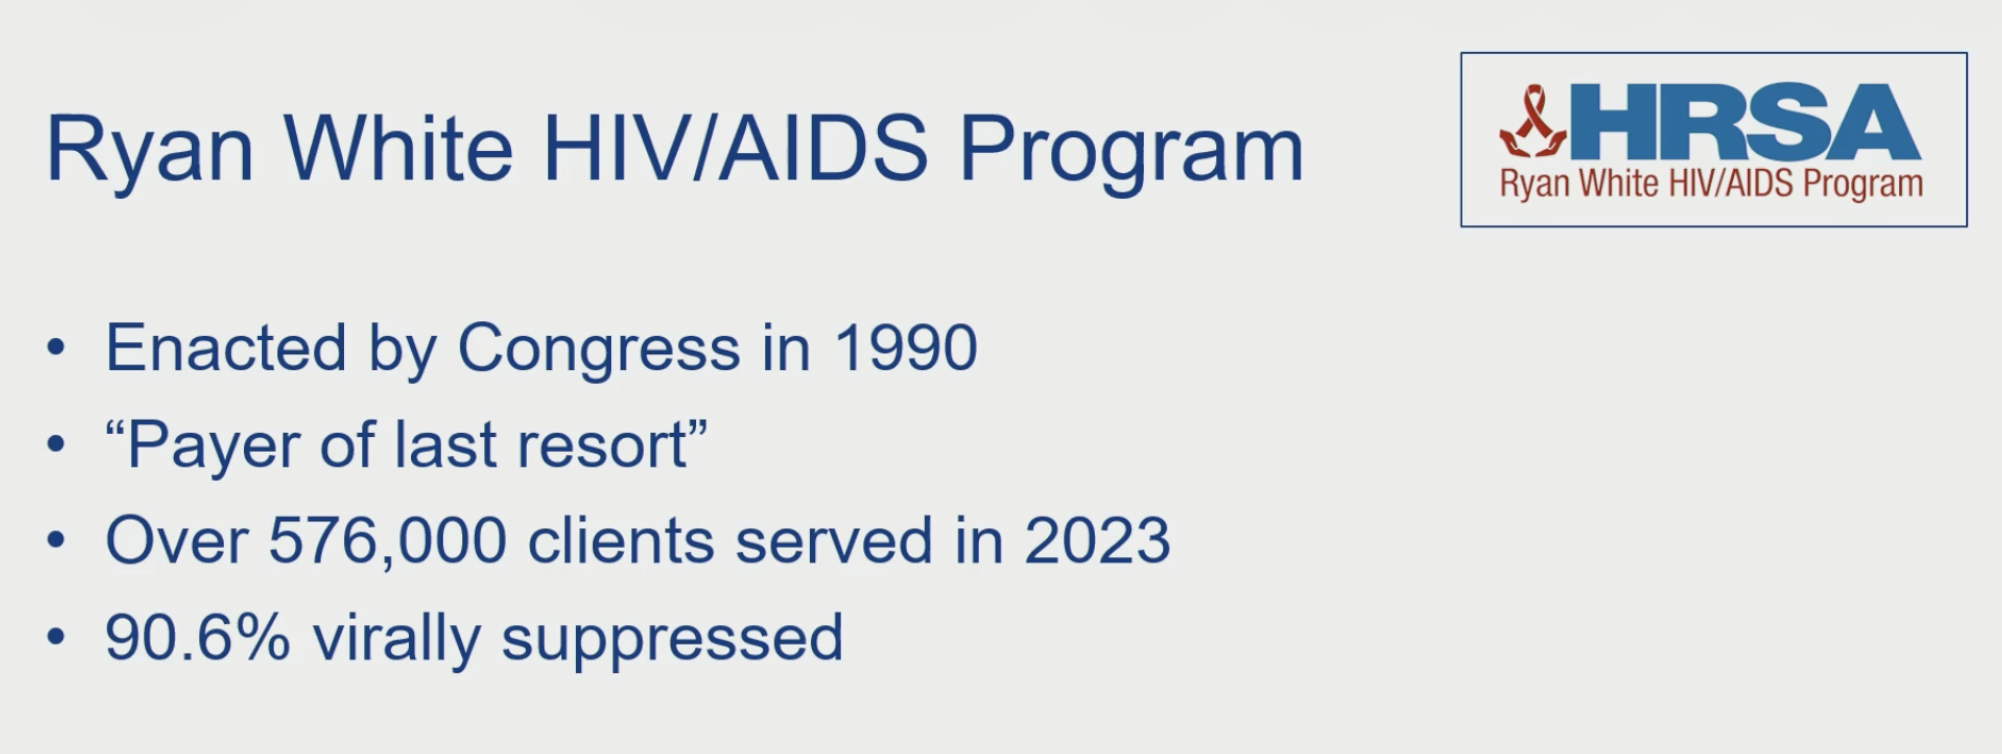 Ryan White HIV/AIDS Program
HRSA
Ryan White HIV/AIDS Program
• Enacted by Congress in 1990
• “Payer of last resort”
• Over 576,000 clients served in 2023
• 90.6% virally suppressed